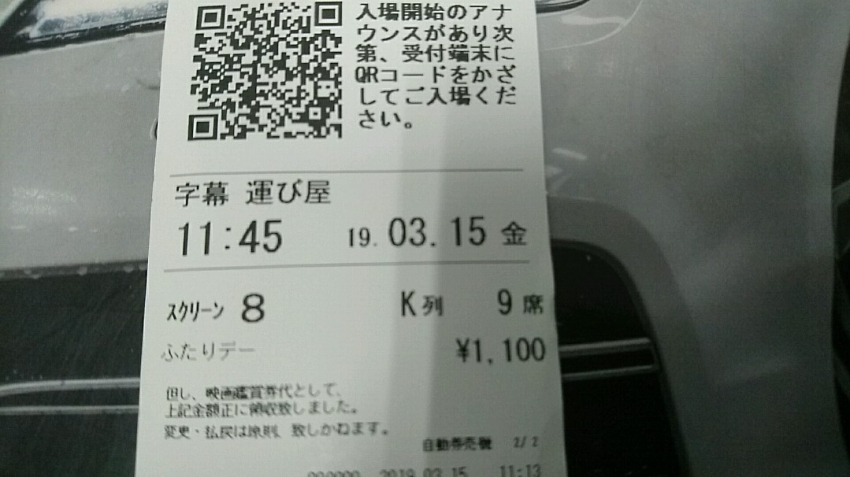 入場開始のアナ
ウンスがあり次
第、受付端末に
QRコードをかざ
してご入場くだ
さい。
字幕 運び屋
11:45 19.03.15 金
スクリーン 8 K列 9席
ふたりデー ¥1,100
但し、映画鑑賞券代として、
上記金額正に領収致しました。
変更・払戻は原則、致しかねます。
自動券売機 2/2
2019.03.15 11:13